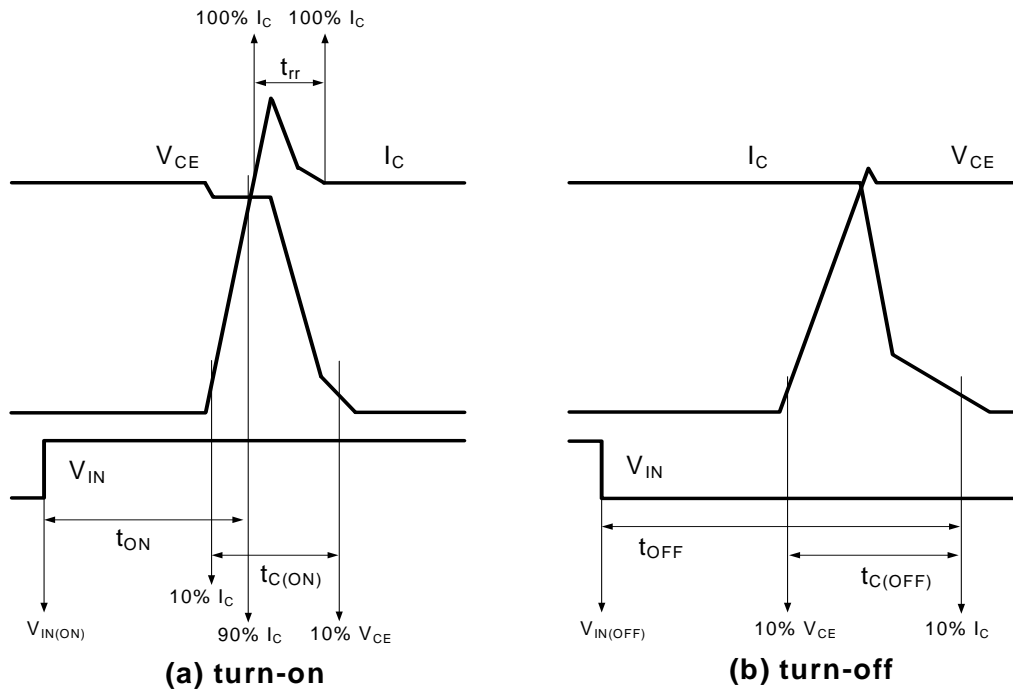 100% I_C
100% I_C
t_rr
V_CE
I_C
I_C
V_CE
V_IN
V_IN
t_ON
t_OFF
t_C(ON)
t_C(OFF)
10% I_C
V_IN(ON)
90% I_C
10% V_CE
V_IN(OFF)
10% V_CE
10% I_C
(a) turn-on
(b) turn-off